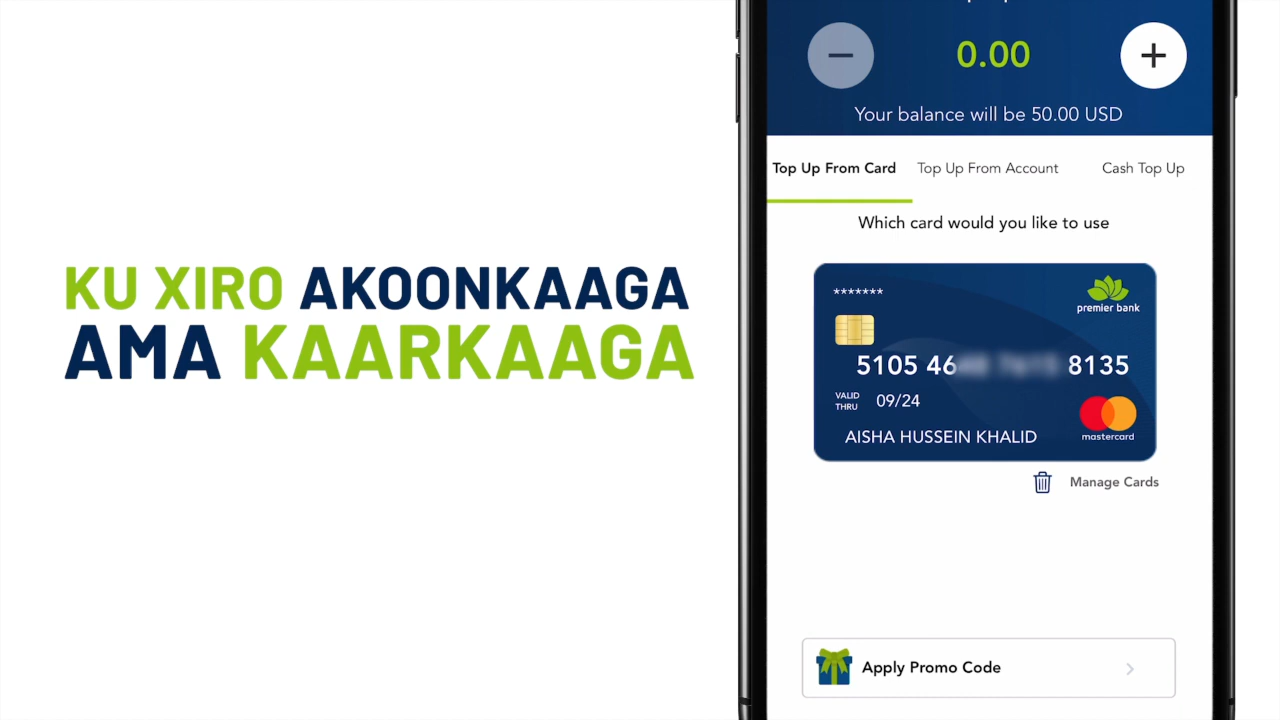 KU XIRO AKOONKAAGA
AMA KAARKAAGA
0.00
Your balance will be 50.00 USD
Top Up From Card
Top Up From Account
Cash Top Up
Which card would you like to use
*******
premier bank
5105 46 8135
VALID THRU 09/24
AISHA HUSSEIN KHALID
mastercard
Manage Cards
Apply Promo Code